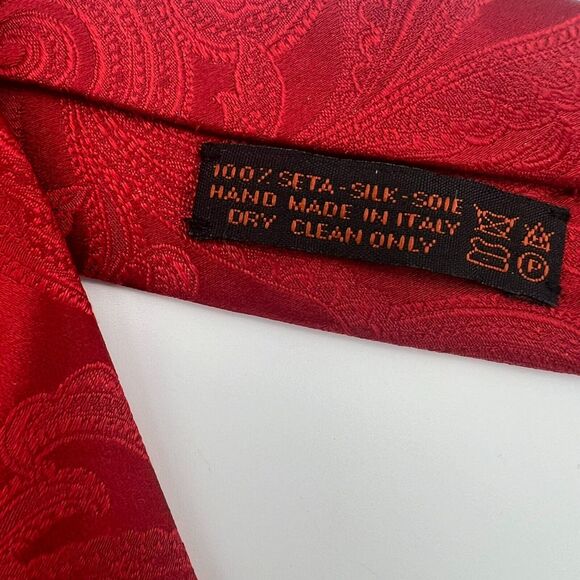 100% SETA-SILK-SOIE
HAND MADE IN ITALY
DRY CLEAN ONLY
P